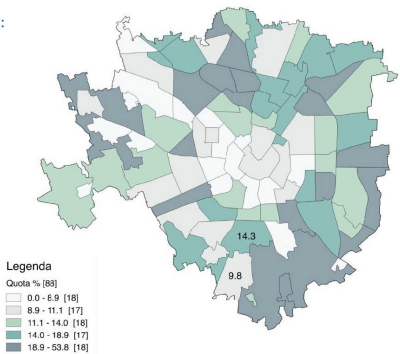 :
14.3
9.8
Legenda
Quota % [88]
0.0 - 8.9 [18]
8.9 - 11.1 [17]
11.1 - 14.0 [18]
14.0 - 18.9 [17]
18.9 - 53.8 [18]